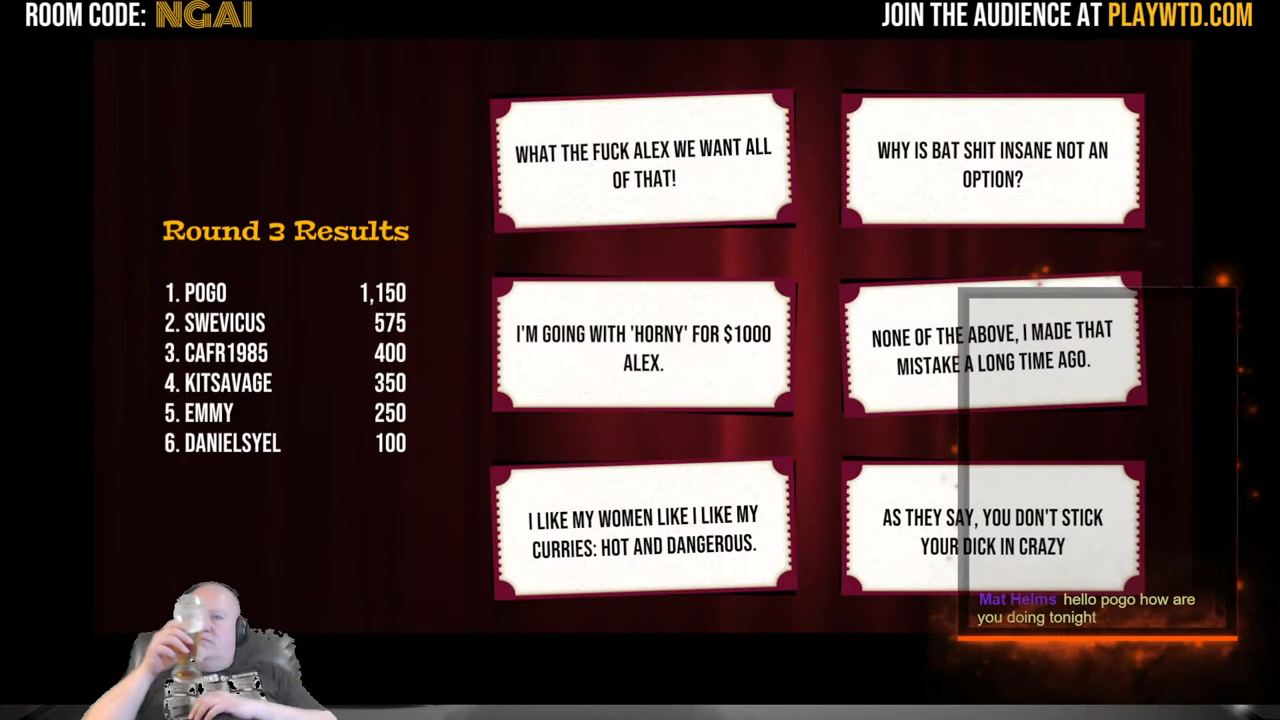 ROOM CODE: NGAI
JOIN THE AUDIENCE AT PLAYWTD.COM
WHAT THE FUCK ALEX WE WANT ALL
OF THAT!
WHY IS BAT SHIT INSANE NOT AN
OPTION?
Round 3 Results
1. POGO 1,150
2. SWEVICUS 575
3. CAFR1985 400
4. KITSAVAGE 350
5. EMMY 250
6. DANIELSYEL 100
I'M GOING WITH 'HORNY' FOR $1000
ALEX.
NONE OF THE ABOVE, I MADE THAT
MISTAKE A LONG TIME AGO.
I LIKE MY WOMEN LIKE I LIKE MY
CURRIES: HOT AND DANGEROUS.
AS THEY SAY, YOU DON'T STICK
YOUR DICK IN CRAZY
Mat Helms hello pogo how are
you doing tonight